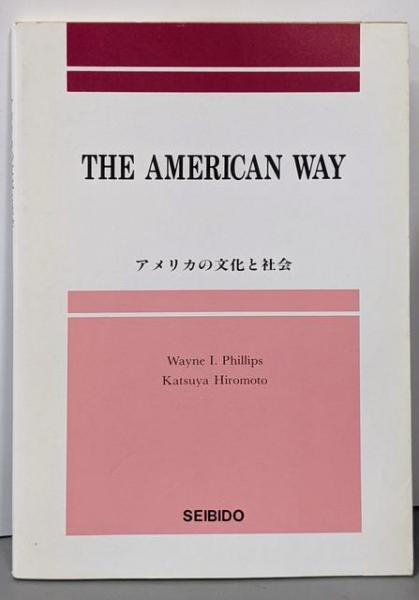 THE AMERICAN WAY
アメリカの文化と社会
Wayne I. Phillips
Katsuya Hiromoto
SEIBIDO